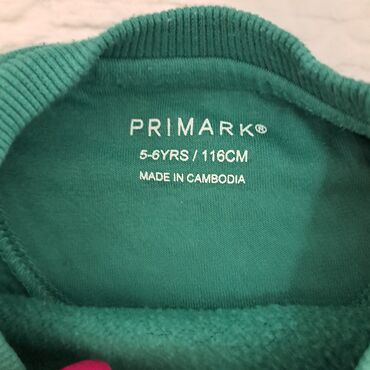 PRIMARK®
5-6YRS / 116CM
MADE IN CAMBODIA